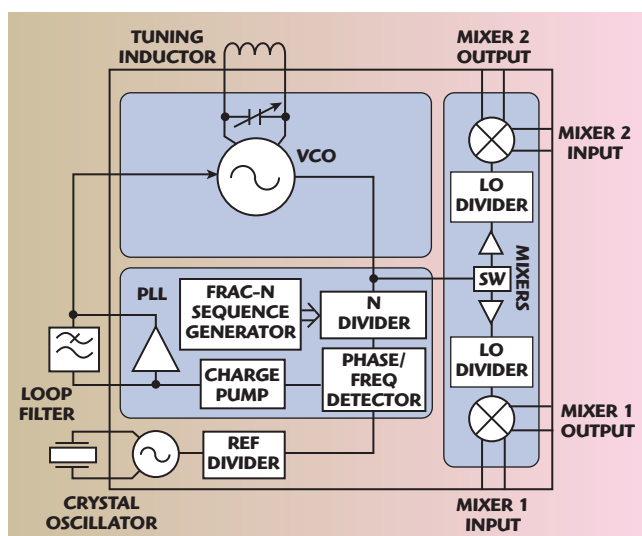 TUNING
INDUCTOR
MIXER 2
OUTPUT
MIXER 2
INPUT
VCO
LO
DIVIDER
MIXERS
SW
PLL
FRAC-N
SEQUENCE
GENERATOR
N
DIVIDER
LO
DIVIDER
CHARGE
PUMP
PHASE/
FREQ
DETECTOR
LOOP
FILTER
MIXER 1
OUTPUT
REF
DIVIDER
CRYSTAL
OSCILLATOR
MIXER 1
INPUT